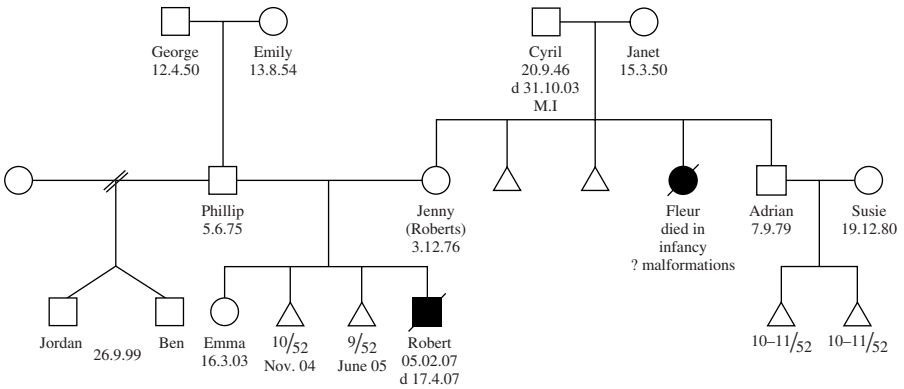 George
12.4.50
Emily
13.8.54
Cyril
20.9.46
d 31.10.03
M.I
Janet
15.3.50
Phillip
5.6.75
Jenny
(Roberts)
3.12.76
Fleur
died in
infancy
? malformations
Adrian
7.9.79
Susie
19.12.80
Jordan
26.9.99
Ben
Emma
16.3.03
10/52
Nov. 04
9/52
June 05
Robert
05.02.07
d 17.4.07
10–11/52
10–11/52